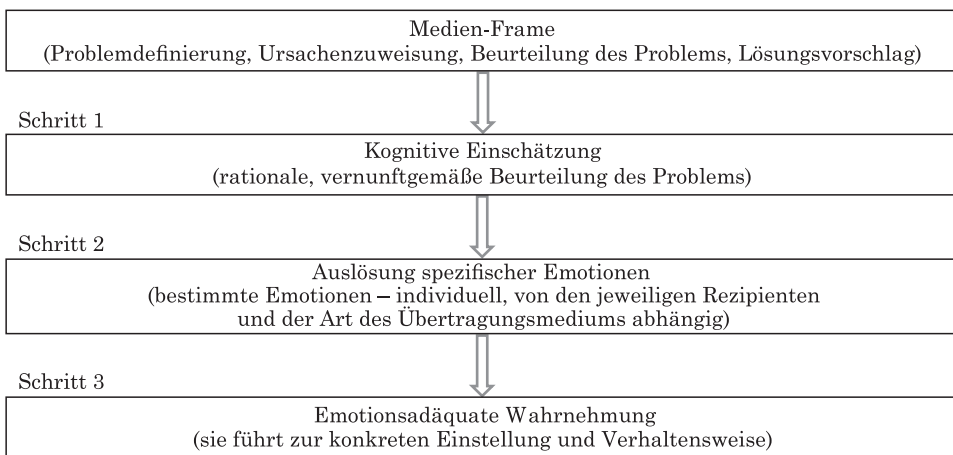 Medien-Frame
(Problemdefinierung, Ursachenzuweisung, Beurteilung des Problems, Lösungsvorschlag)
Schritt 1
Kognitive Einschätzung
(rationale, vernunftgemäße Beurteilung des Problems)
Schritt 2
Auslösung spezifischer Emotionen
(bestimmte Emotionen – individuell, von den jeweiligen Rezipienten
und der Art des Übertragungsmediums abhängig)
Schritt 3
Emotionsadäquate Wahrnehmung
(sie führt zur konkreten Einstellung und Verhaltensweise)